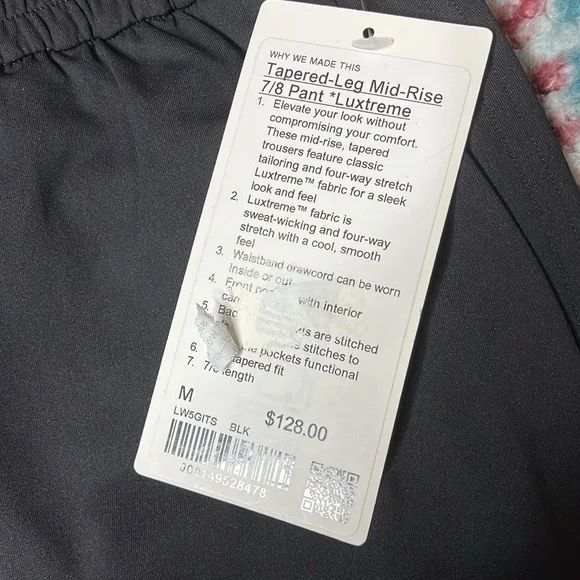 WHY WE MADE THIS
Tapered-Leg Mid-Rise
7/8 Pant *Luxtreme
1. Elevate your look without
compromising your comfort.
These mid-rise, tapered
trousers feature classic
tailoring and four-way stretch
Luxtreme™ fabric for a sleek
look and feel
2. Luxtreme™ fabric is
sweat-wicking and four-way
stretch with a cool, smooth
feel
3. Waistband drawcord can be worn
inside or out
4. Front with interior
5. are stitched
6. stitches to
pockets functional
7. tapered fit
length
M
LW5GITS BLK $128.00
000149528478